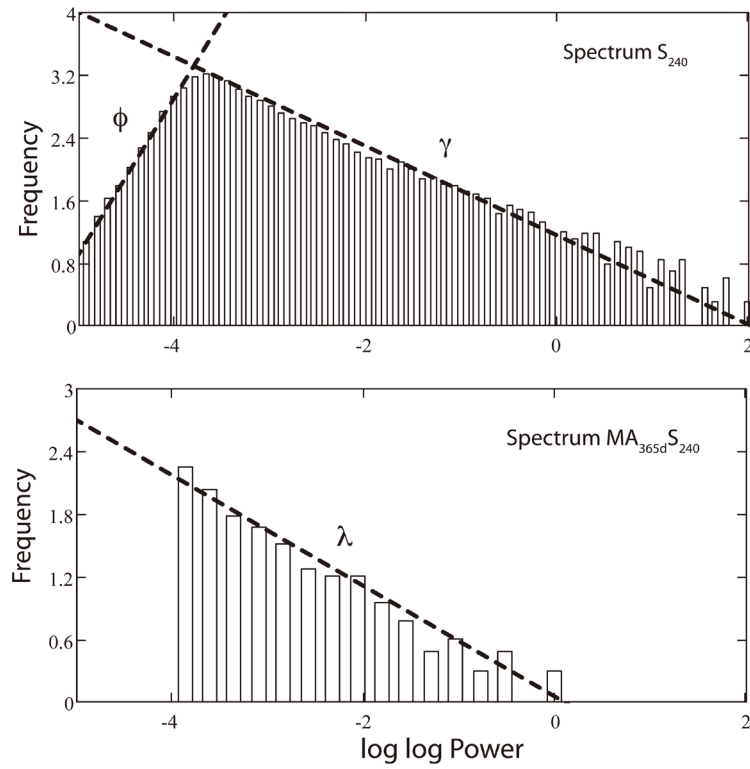 4
3.2
2.4
1.6
0.8
0
Frequency
Spectrum S240
ϕ
γ
-4
-2
0
2
3
2.4
1.8
1.2
0.6
0
Frequency
Spectrum MA365dS240
λ
-4
-2
0
2
log log Power